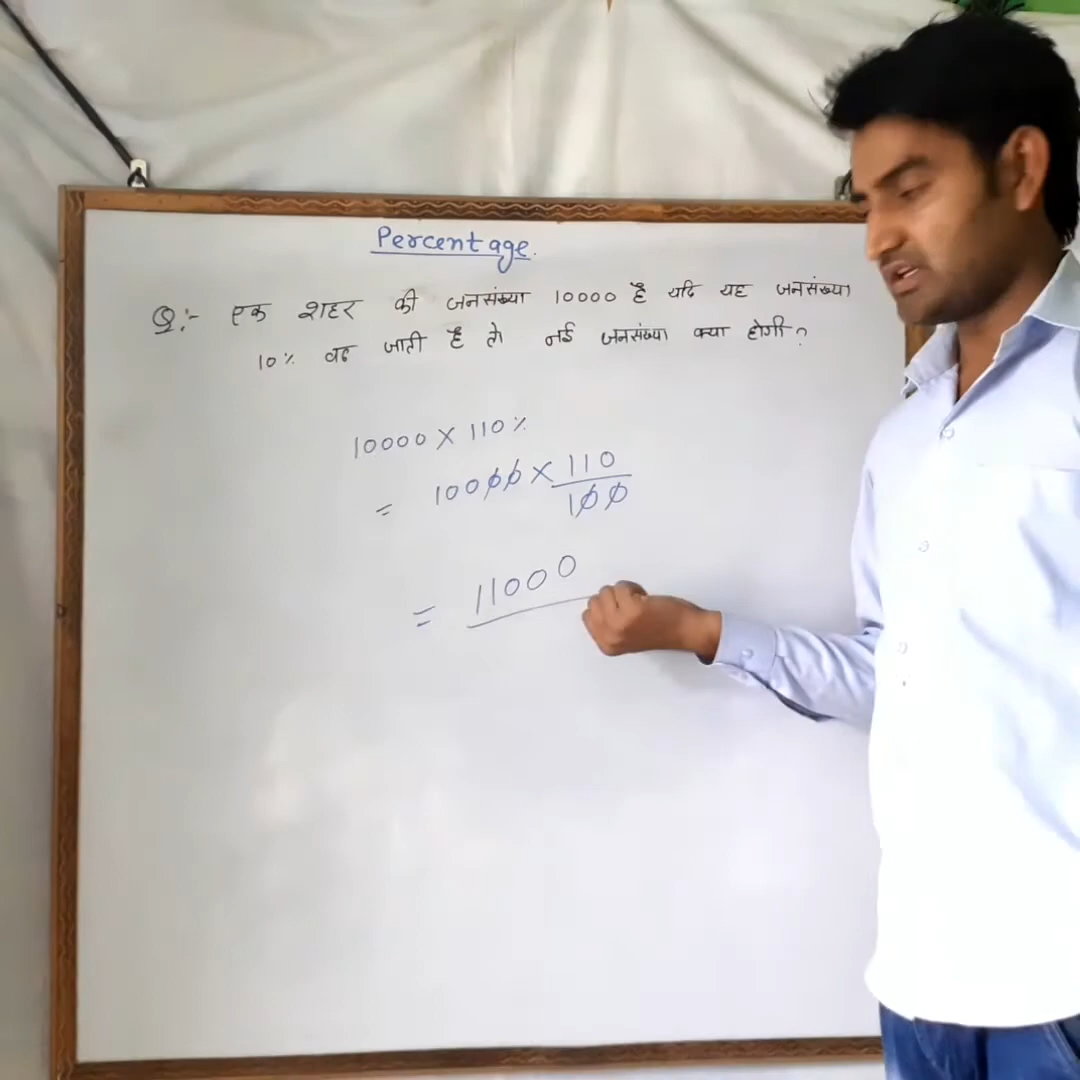 Percentage.
Q:- एक शहर की जनसंख्या 10000 है यदि यह जनसंख्या
10% बढ जाती है तो नई जनसंख्या क्या होगी?
10000 X 110%
= 10000 X 110/100
= 11000